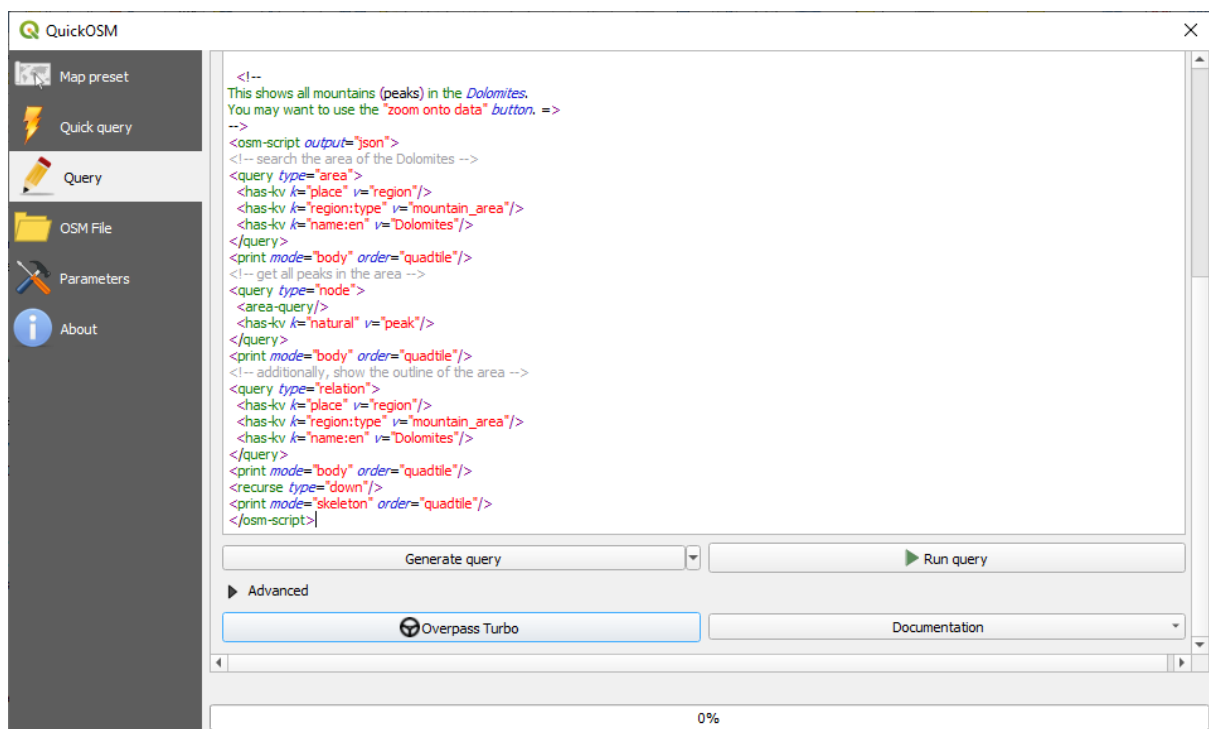 QuickOSM
Map preset
Quick query
Query
OSM File
Parameters
About
<!--
This shows all mountains (peaks) in the Dolomites.
You may want to use the "zoom onto data" button. =>
-->
<osm-script output="json">
<!-- search the area of the Dolomites -->
<query type="area">
<has-kv k="place" v="region"/>
<has-kv k="region:type" v="mountain_area"/>
<has-kv k="name:en" v="Dolomites"/>
</query>
<print mode="body" order="quadtile"/>
<!-- get all peaks in the area -->
<query type="node">
<area-query/>
<has-kv k="natural" v="peak"/>
</query>
<print mode="body" order="quadtile"/>
<!-- additionally, show the outline of the area -->
<query type="relation">
<has-kv k="place" v="region"/>
<has-kv k="region:type" v="mountain_area"/>
<has-kv k="name:en" v="Dolomites"/>
</query>
<print mode="body" order="quadtile"/>
<recurse type="down"/>
<print mode="skeleton" order="quadtile"/>
</osm-script>
Generate query
Run query
Advanced
Overpass Turbo
Documentation
0%